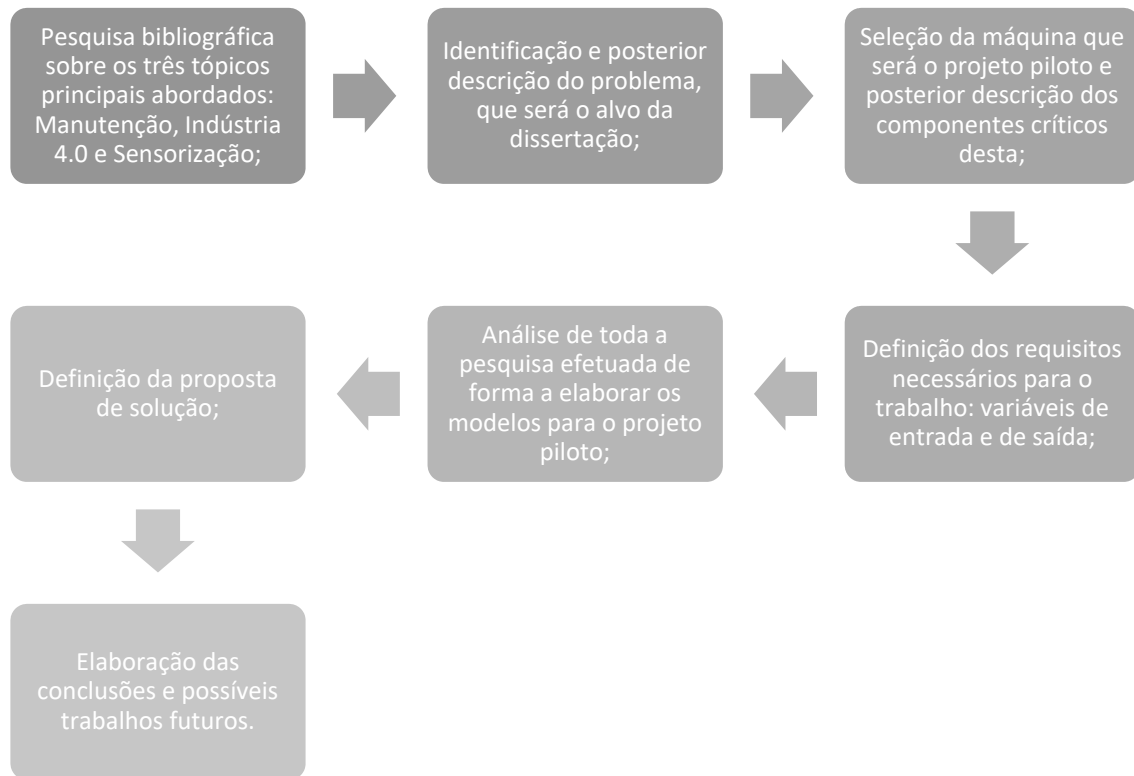 Pesquisa bibliográfica
sobre os três tópicos
principais abordados:
Manutenção, Indústria
4.0 e Sensorização;
Identificação e posterior
descrição do problema,
que será o alvo da
dissertação;
Seleção da máquina que
será o projeto piloto e
posterior descrição dos
componentes críticos
desta;
Definição dos requisitos
necessários para o
trabalho: variáveis de
entrada e de saída;
Análise de toda a
pesquisa efetuada de
forma a elaborar os
modelos para o projeto
piloto;
Definição da proposta
de solução;
Elaboração das
conclusões e possíveis
trabalhos futuros.